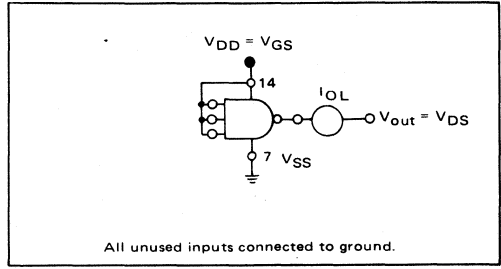 VDD = VGS
14
IOL
Vout = VDS
7 VSS
All unused inputs connected to ground.